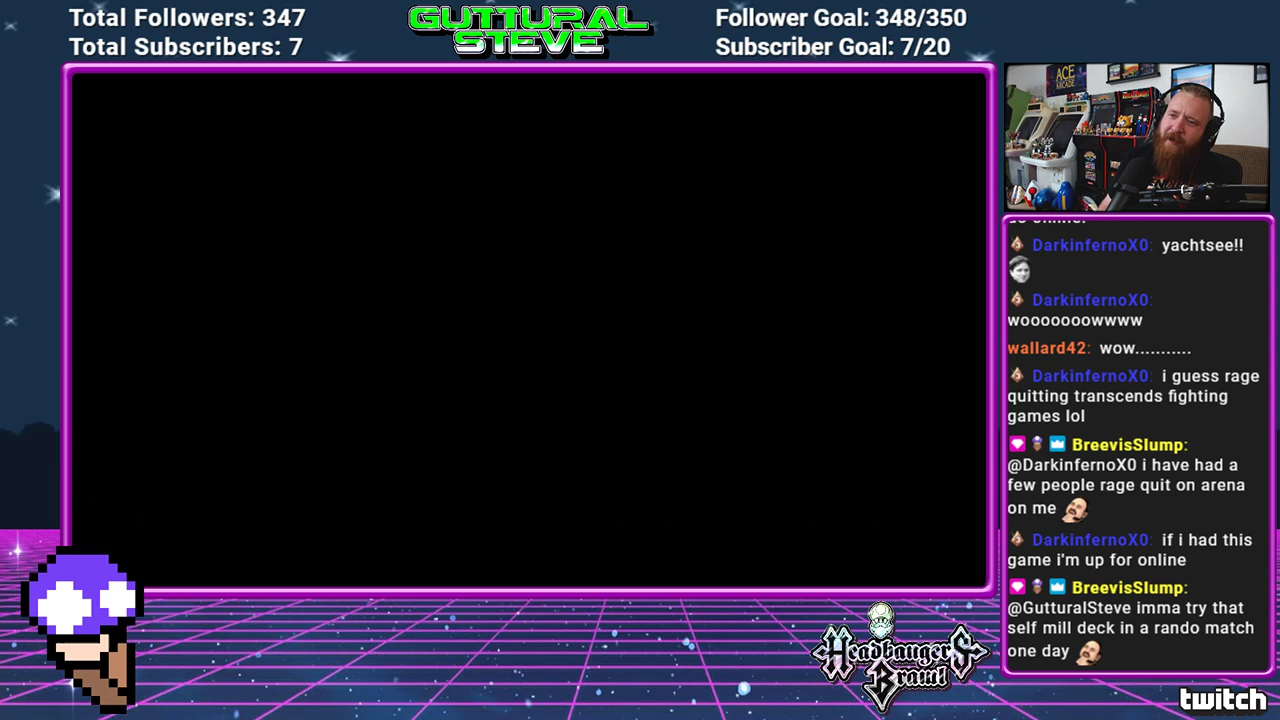 Total Followers: 347
Total Subscribers: 7
GUTTURAL
STEVE
Follower Goal: 348/350
Subscriber Goal: 7/20
ACE
ARCADE
DarkinfernoX0: yachtsee!!
DarkinfernoX0:
wooooooowwww
wallard42: wow...........
DarkinfernoX0: i guess rage
quitting transcends fighting
games lol
BreevisSlump:
@DarkinfernoX0 i have had a
few people rage quit on arena
on me
DarkinfernoX0: if i had this
game i'm up for online
BreevisSlump:
@GutturalSteve imma try that
self mill deck in a rando match
one day
Headbangers
Brawl
twitch